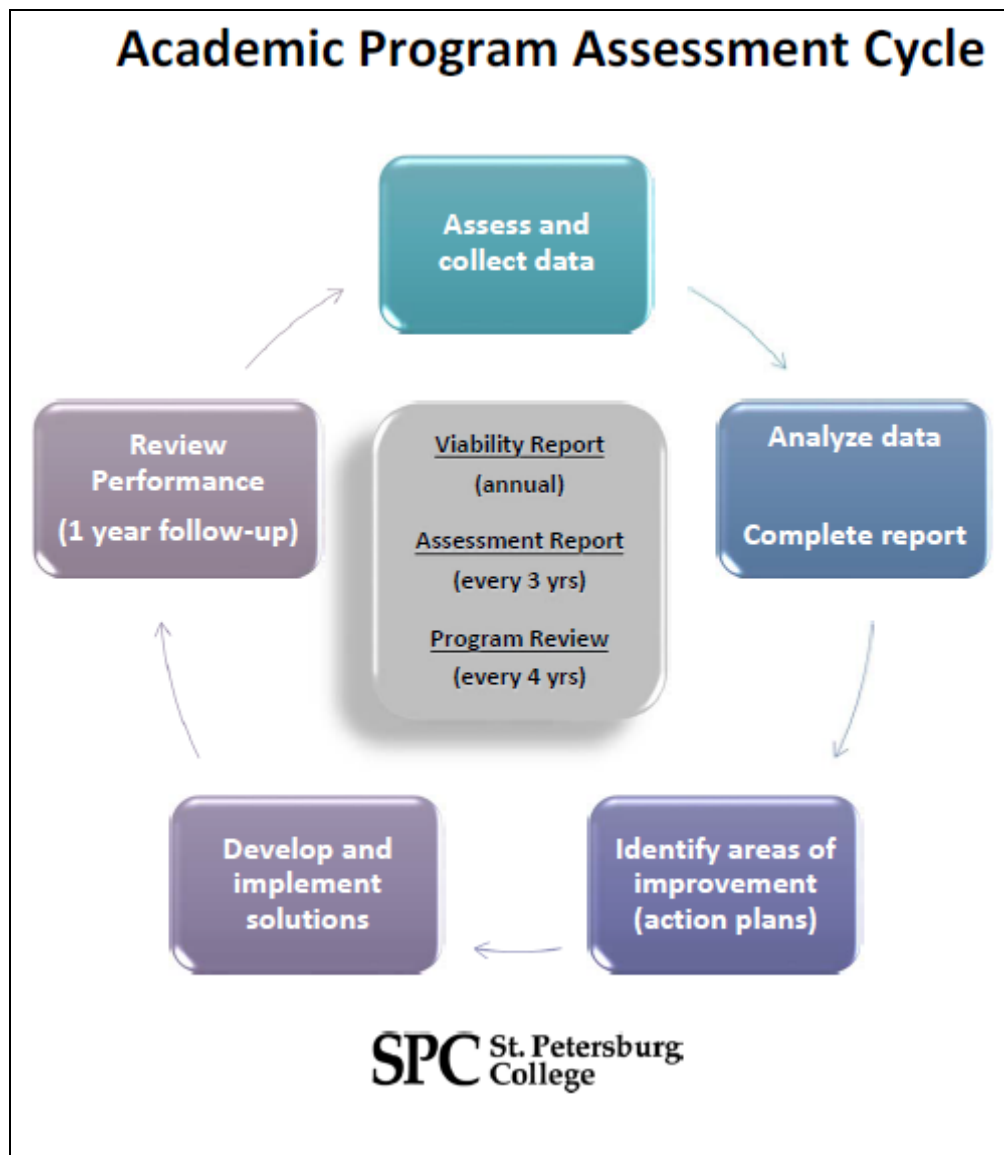 Academic Program Assessment Cycle
Assess and
collect data
Analyze data
Complete report
Identify areas of
improvement
(action plans)
Develop and
implement
solutions
Review
Performance
(1 year follow-up)
Viability Report
(annual)
Assessment Report
(every 3 yrs)
Program Review
(every 4 yrs)
SPC St. Petersburg
College